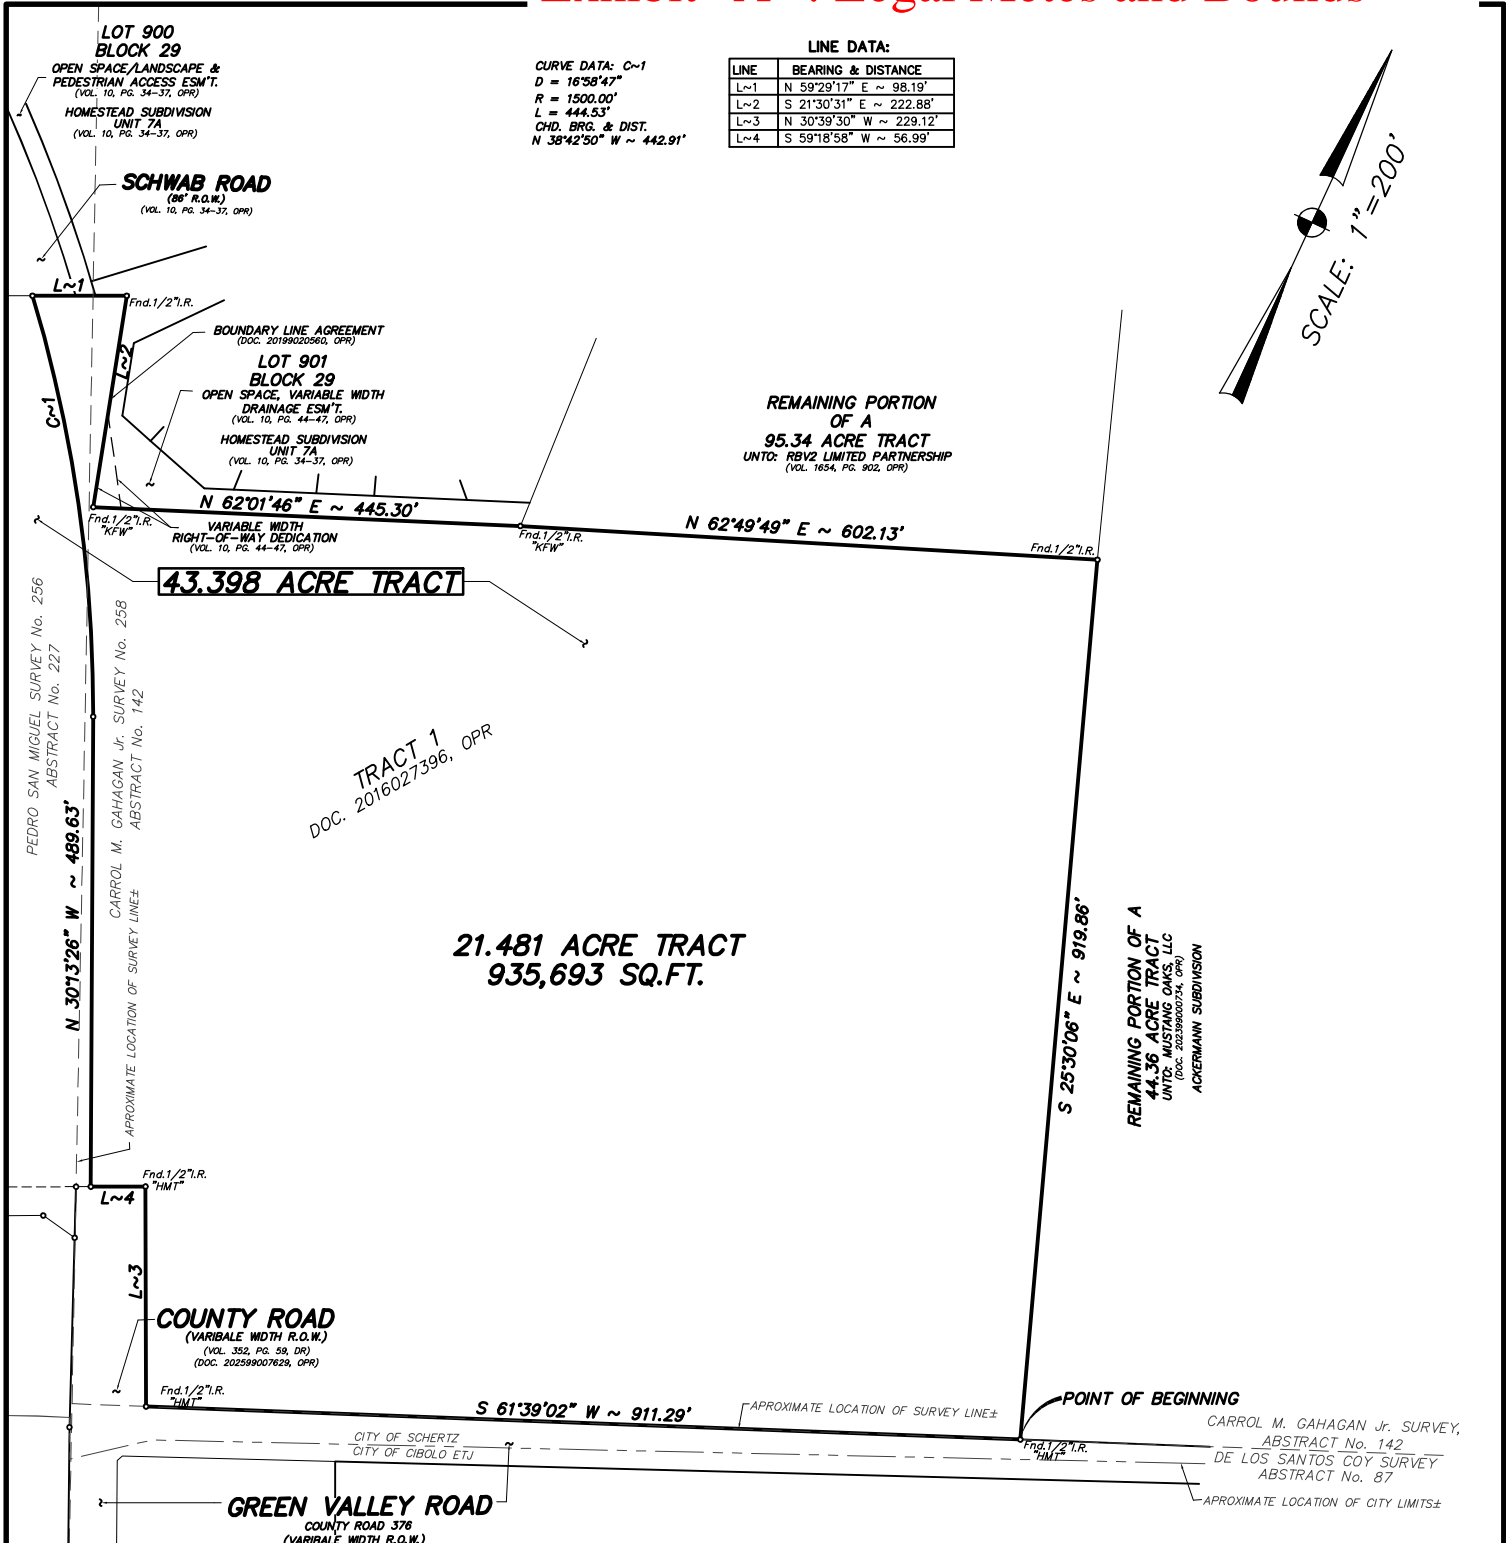 LOT 900
BLOCK 29
OPEN SPACE/LANDSCAPE &
PEDESTRIAN ACCESS ESM'T.
(VOL. 10, PG. 34-37, OPR)
HOMESTEAD SUBDIVISION
UNIT 7A
(VOL. 10, PG. 34-37, OPR)
SCHWAB ROAD
(86' R.O.W.)
(VOL. 10, PG. 34-37, OPR)
CURVE DATA: C~1
D = 16°58'47"
R = 1500.00'
L = 444.53'
CHD. BRG. & DIST.
N 38°42'50" W ~ 442.91'
LINE DATA:
LINE BEARING & DISTANCE
L~1 N 59°29'17" E ~ 98.19'
L~2 S 21°30'31" E ~ 222.88'
L~3 N 30°39'30" W ~ 229.12'
L~4 S 59°18'58" W ~ 56.99'
SCALE: 1"=200'
L~1
Fnd.1/2"I.R.
L~2
C~1
BOUNDARY LINE AGREEMENT
(DOC. 20199020560, OPR)
LOT 901
BLOCK 29
OPEN SPACE, VARIABLE WIDTH
DRAINAGE ESM'T.
(VOL. 10, PG. 44-47, OPR)
HOMESTEAD SUBDIVISION
UNIT 7A
(VOL. 10, PG. 34-37, OPR)
REMAINING PORTION
OF A
95.34 ACRE TRACT
UNTO: RBV2 LIMITED PARTNERSHIP
(VOL. 1654, PG. 902, OPR)
N 62°01'46" E ~ 445.30'
Fnd.1/2"I.R.
"KFW"
VARIABLE WIDTH
RIGHT-OF-WAY DEDICATION
(VOL. 10, PG. 44-47, OPR)
Fnd.1/2"I.R.
"KFW"
N 62°49'49" E ~ 602.13'
Fnd.1/2"I.R.
43.398 ACRE TRACT
PEDRO SAN MIGUEL SURVEY No. 256
ABSTRACT No. 227
CARROL M. GAHAGAN Jr. SURVEY No. 258
ABSTRACT No. 142
N 30°13'26" W ~ 489.63'
APROXIMATE LOCATION OF SURVEY LINE±
TRACT 1
DOC. 2016027396, OPR
21.481 ACRE TRACT
935,693 SQ.FT.
S 25°30'06" E ~ 919.86'
REMAINING PORTION OF A
44.36 ACRE TRACT
UNTO: MUSTANG OAKS, LLC
(DOC. 202399000734, OPR)
ACKERMANN SUBDIVISION
Fnd.1/2"I.R.
"HMT"
L~4
L~3
COUNTY ROAD
(VARIBALE WIDTH R.O.W.)
(VOL. 352, PG. 59, DR)
(DOC. 202599007629, OPR)
Fnd.1/2"I.R.
"HMT"
S 61°39'02" W ~ 911.29'
APROXIMATE LOCATION OF SURVEY LINE±
POINT OF BEGINNING
Fnd.1/2"I.R.
"HMT"
CARROL M. GAHAGAN Jr. SURVEY,
ABSTRACT No. 142
DE LOS SANTOS COY SURVEY
ABSTRACT No. 87
APROXIMATE LOCATION OF CITY LIMITS±
CITY OF SCHERTZ
CITY OF CIBOLO ETJ
GREEN VALLEY ROAD
COUNTY ROAD 376
(VARIBALE WIDTH R.O.W.)